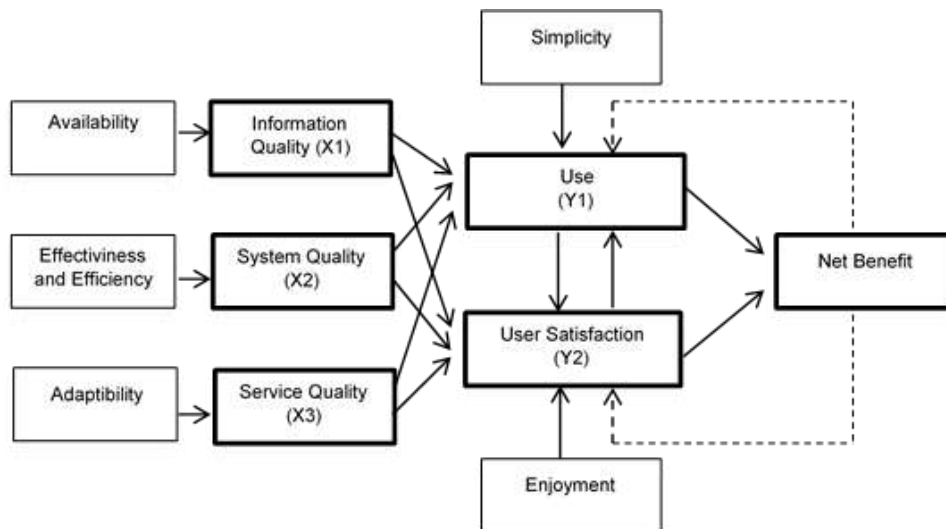 Simplicity
Availability
Information
Quality (X1)
Use
(Y1)
Effectiviness
and Efficiency
System Quality
(X2)
Net Benefit
User Satisfaction
(Y2)
Adaptibility
Service Quality
(X3)
Enjoyment